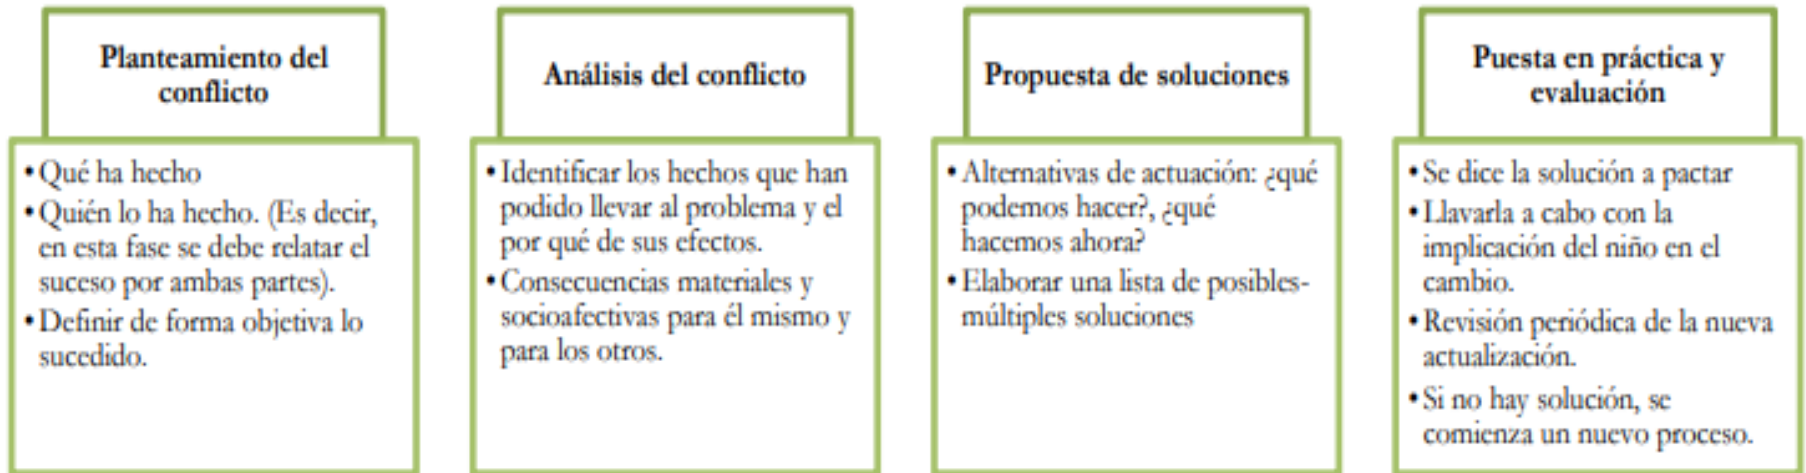 Planteamiento del
conflicto
• Qué ha hecho
• Quién lo ha hecho. (Es decir,
en esta fase se debe relatar el
suceso por ambas partes).
• Definir de forma objetiva lo
sucedido.
Análisis del conflicto
• Identificar los hechos que han
podido llevar al problema y el
por qué de sus efectos.
• Consecuencias materiales y
socioafectivas para él mismo y
para los otros.
Propuesta de soluciones
• Alternativas de actuación: ¿qué
podemos hacer?, ¿qué
hacemos ahora?
• Elaborar una lista de posibles-
múltiples soluciones
Puesta en práctica y
evaluación
• Se dice la solución a pactar
• Llavarla a cabo con la
implicación del niño en el
cambio.
• Revisión periódica de la nueva
actualización.
• Si no hay solución, se
comienza un nuevo proceso.